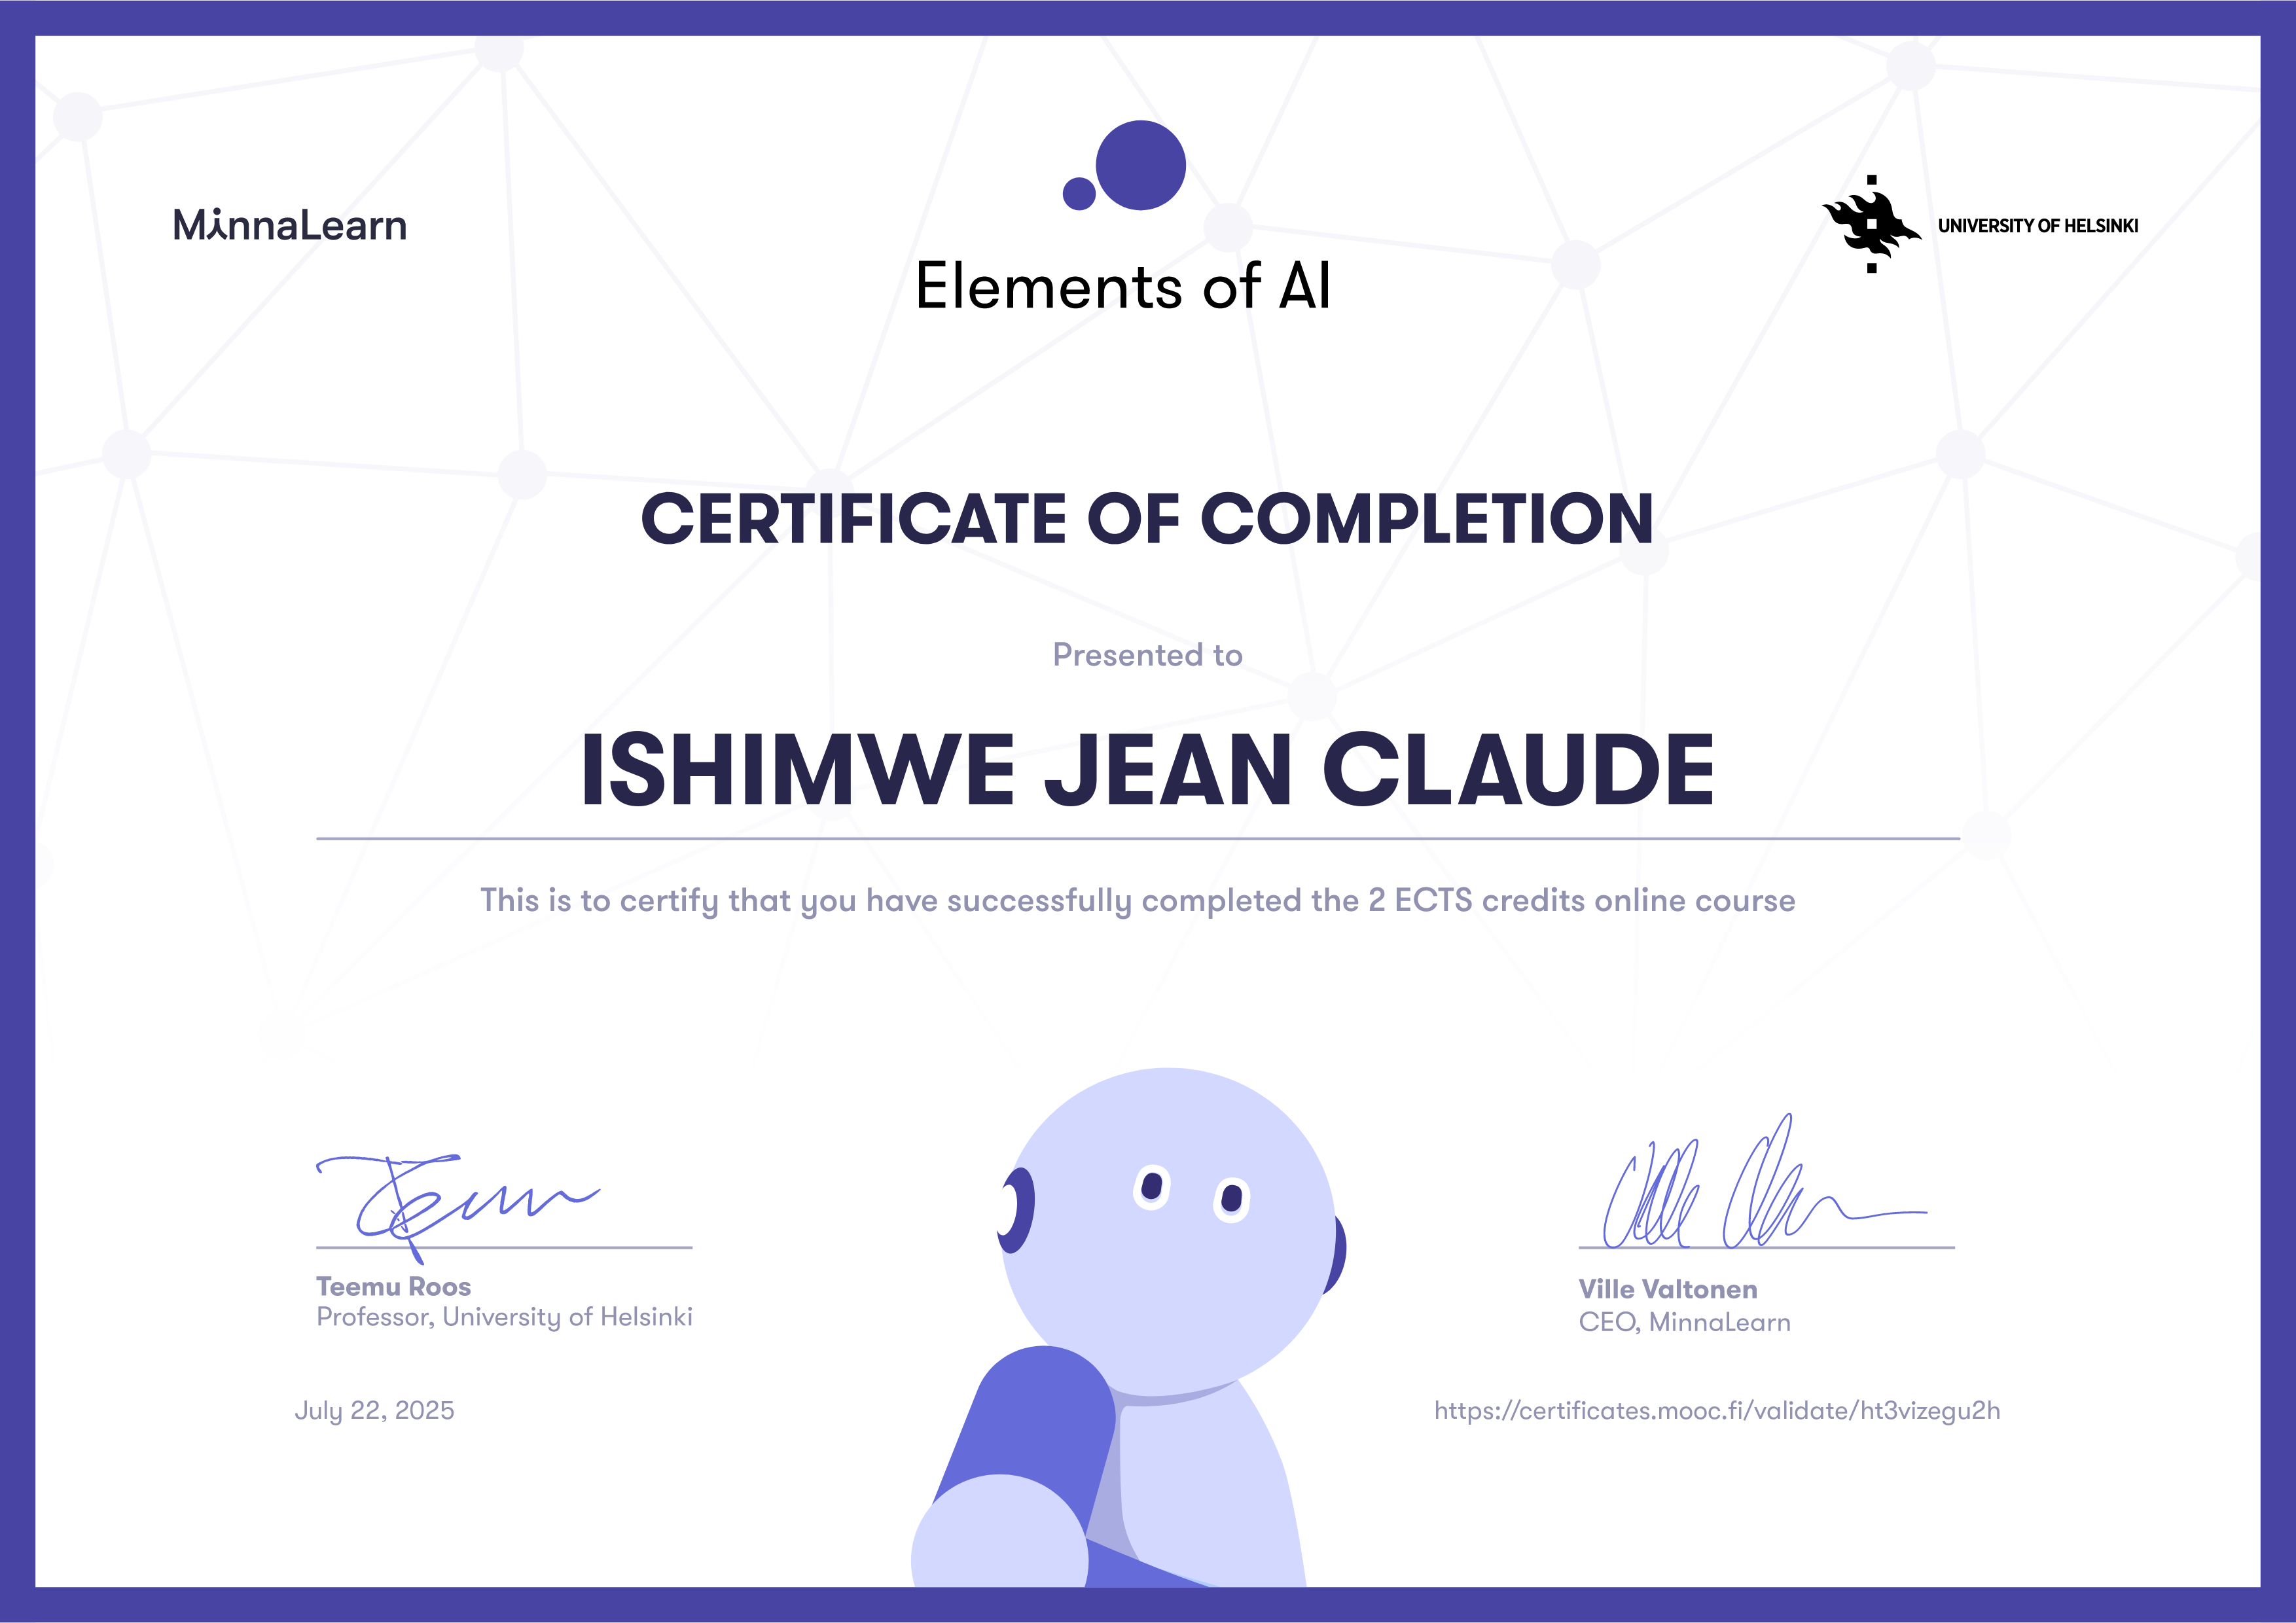 MinnaLearn
Elements of AI
UNIVERSITY OF HELSINKI
CERTIFICATE OF COMPLETION
Presented to
ISHIMWE JEAN CLAUDE
This is to certify that you have successfully completed the 2 ECTS credits online course
Teemu Roos
Professor, University of Helsinki
July 22, 2025
Ville Valtonen
CEO, MinnaLearn
https://certificates.mooc.fi/validate/ht3vizegu2h